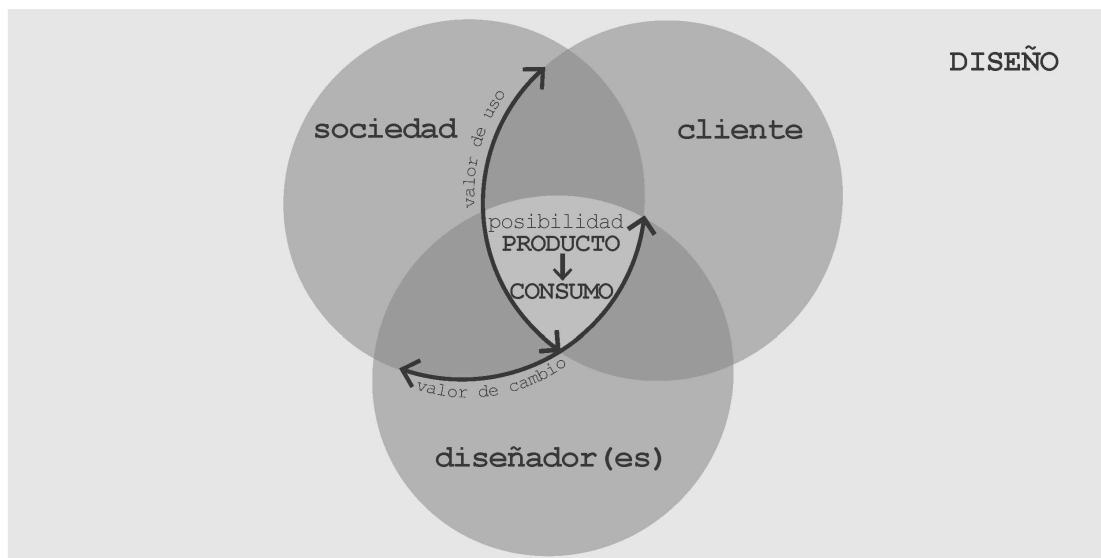 DISEÑO
sociedad
cliente
valor de uso
posibilidad
PRODUCTO
CONSUMO
valor de cambio
diseñador(es)